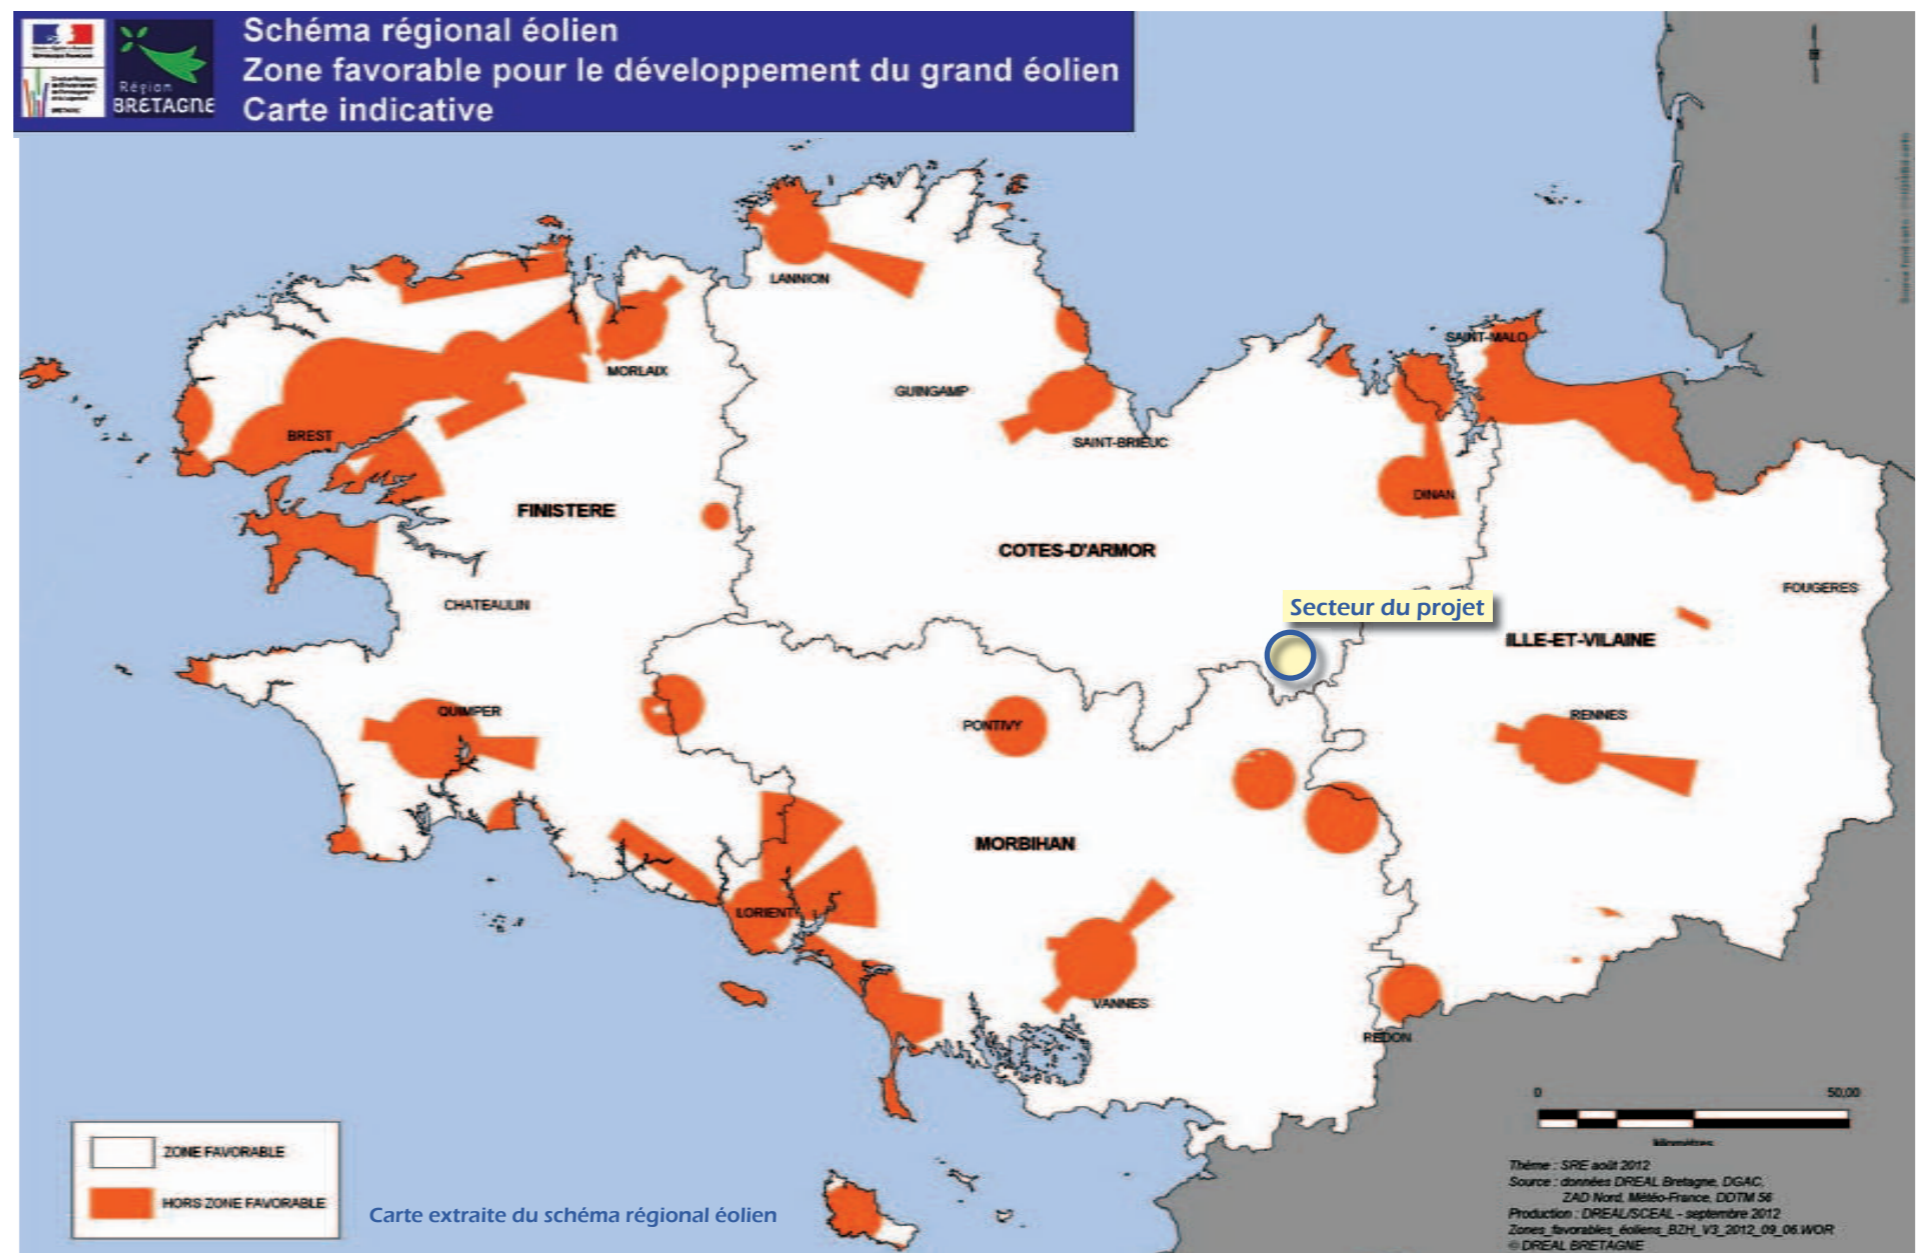 Schéma régional éolien
Zone favorable pour le développement du grand éolien
Carte indicative
Région
BRETAGNE
LANNION
SAINT-MALO
MORLAIX
GUINGAMP
BREST
SAINT-BRIEUC
DINAN
FINISTERE
COTES-D'ARMOR
FOUGERES
CHATEAULIN
Secteur du projet
ILLE-ET-VILAINE
QUIMPER
PONTIVY
RENNES
MORBIHAN
LORIENT
VANNES
REDON
0 50,00
kilomètres
ZONE FAVORABLE
HORS ZONE FAVORABLE
Carte extraite du schéma régional éolien
Thème : SRE août 2012
Source : données DREAL Bretagne, DGAC,
ZAD Nord, Météo-France, DDTM 56
Production : DREAL/SCEAL - septembre 2012
Zones_favorables_éoliens_BZH_V3_2012_09_06.WOR
© DREAL BRETAGNE